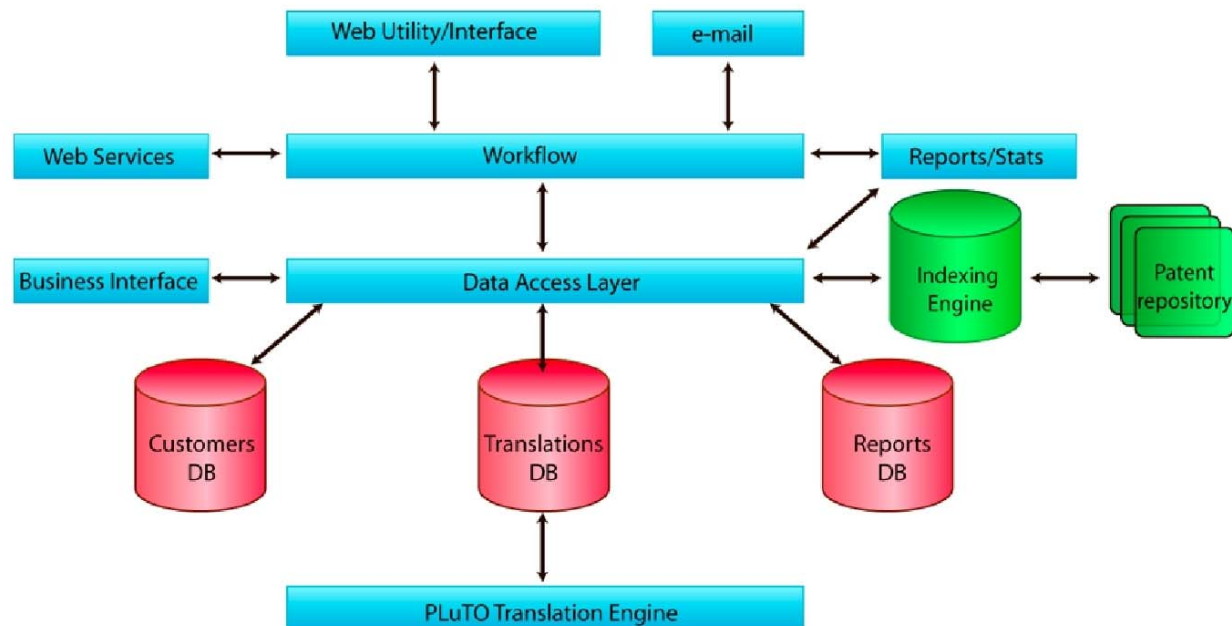 Web Utility/Interface
e-mail
Web Services
Workflow
Reports/Stats
Business Interface
Data Access Layer
Indexing
Engine
Patent
repository
Customers
DB
Translations
DB
Reports
DB
PLuTO Translation Engine